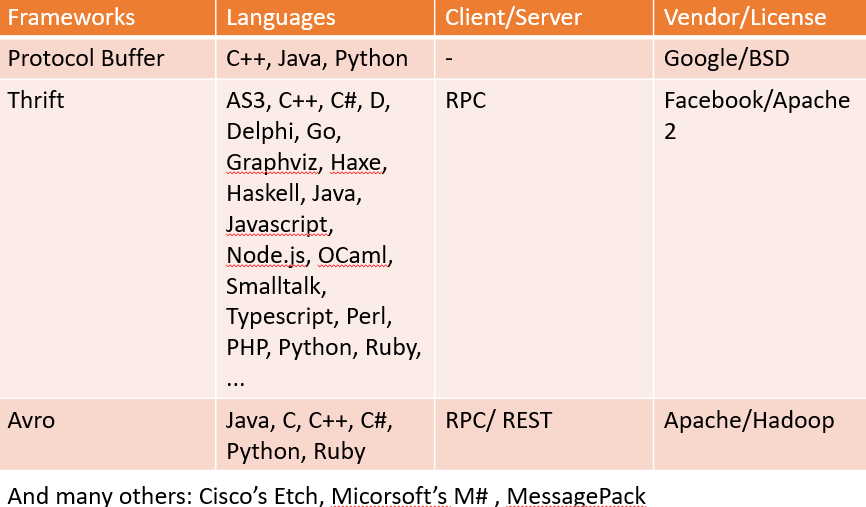 Frameworks Languages Client/Server Vendor/License
Protocol Buffer C++, Java, Python - Google/BSD
Thrift AS3, C++, C#, D, RPC Facebook/Apache
Delphi, Go, 2
Graphviz, Haxe,
Haskell, Java,
Javascript,
Node.js, OCaml,
Smalltalk,
Typescript, Perl,
PHP, Python, Ruby,
...
Avro Java, C, C++, C#, RPC/ REST Apache/Hadoop
Python, Ruby
And many others: Cisco’s Etch, Micorsoft’s M# , MessagePack